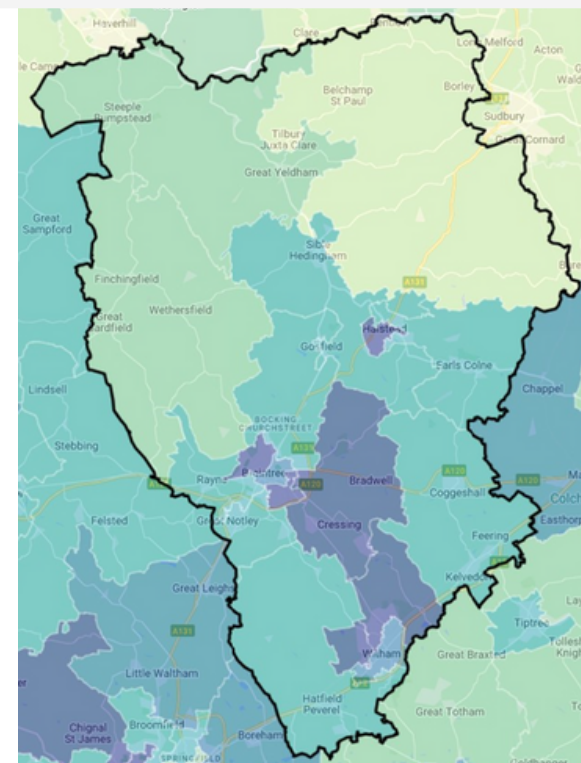 Haverhill
Clare
Long Melford
Acton
Steeple
Bumpstead
Belchamp
St Paul
Borley
Sudbury
Great Cornard
Tilbury
Juxta Clare
Great Yeldham
Great
Sampford
Sible
Hedingham
Finchingfield
Wethersfield
Great
Bardfield
A131
Halstead
Gosfield
Earls Colne
Lindsell
Chappel
BOCKING
CHURCHSTREET
Stebbing
A131
Rayne
Braintree
A120
Bradwell
A120
A120
Coggeshall
Felsted
Great Notley
Cressing
Feering
Kelvedon
Great Leighs
Tiptree
A131
Witham
Great Braxted
Little Waltham
Hatfield
Peverel
Great Totham
Chignal
St James
Broomfield
Boreham
SPRINGFIELD